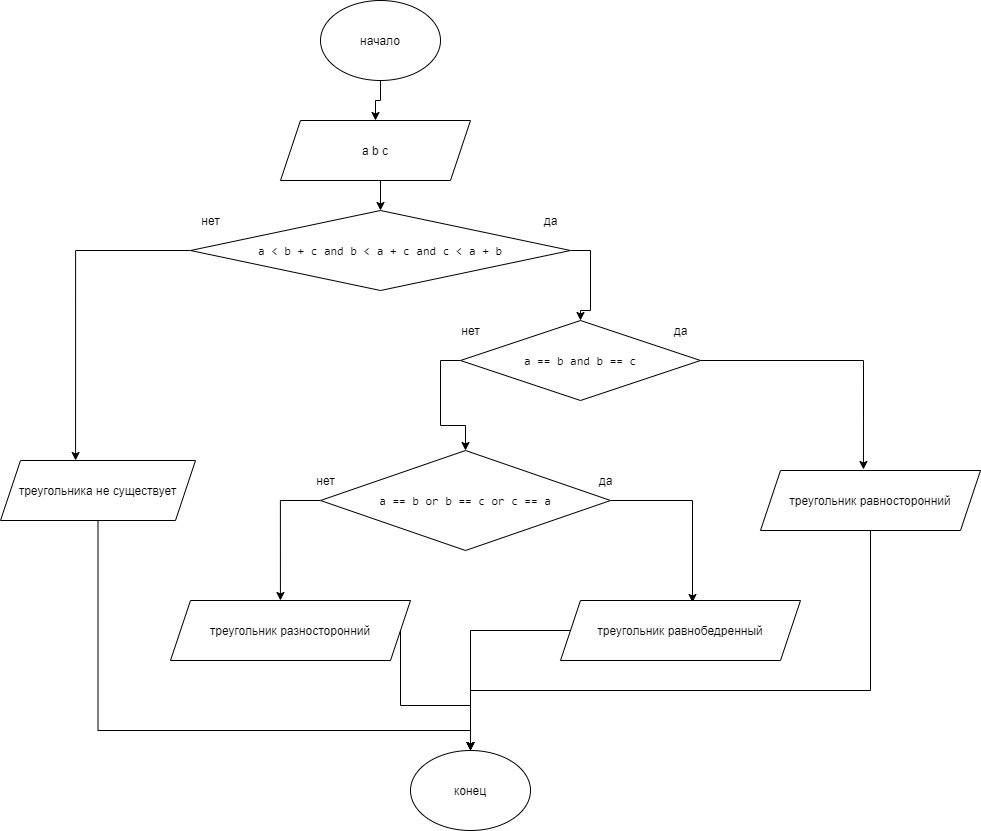 начало
a b c
нет
да
a < b + c and b < a + c and c < a + b
нет
да
a == b and b == c
нет
да
треугольника не существует
a == b or b == c or c == a
треугольник равносторонний
треугольник разносторонний
треугольник равнобедренный
конец